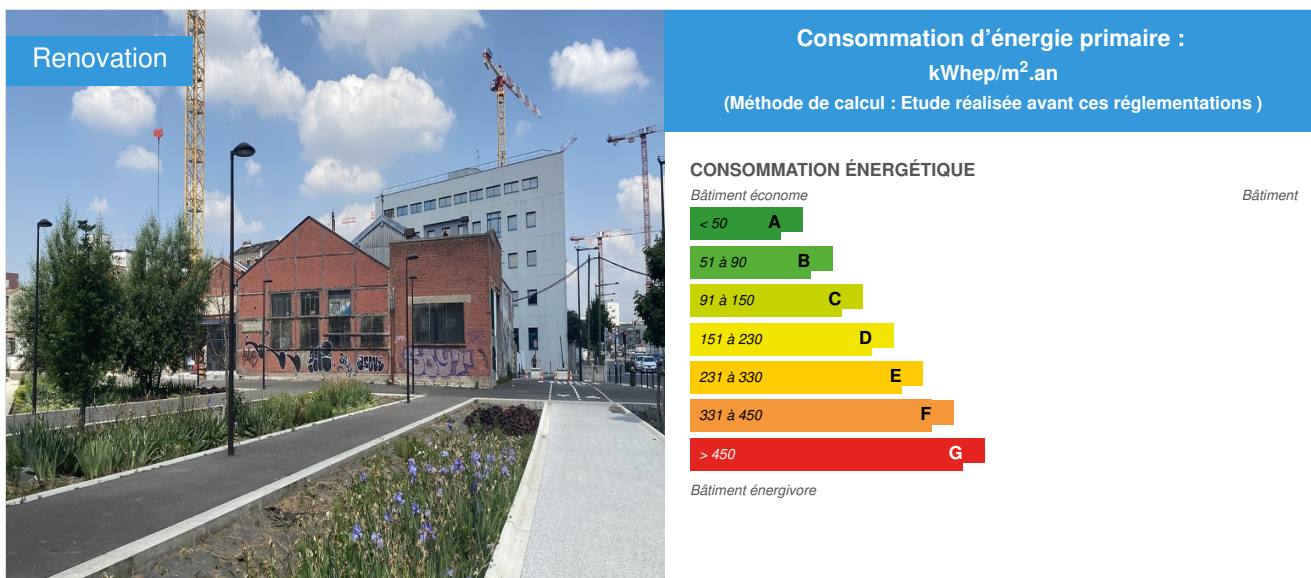 Renovation
Consommation d'énergie primaire :
kWhep/m².an
(Méthode de calcul : Etude réalisée avant ces réglementations )
CONSOMMATION ÉNERGÉTIQUE
Bâtiment économe
Bâtiment
< 50 A
51 à 90 B
91 à 150 C
151 à 230 D
231 à 330 E
331 à 450 F
> 450 G
Bâtiment énergivore